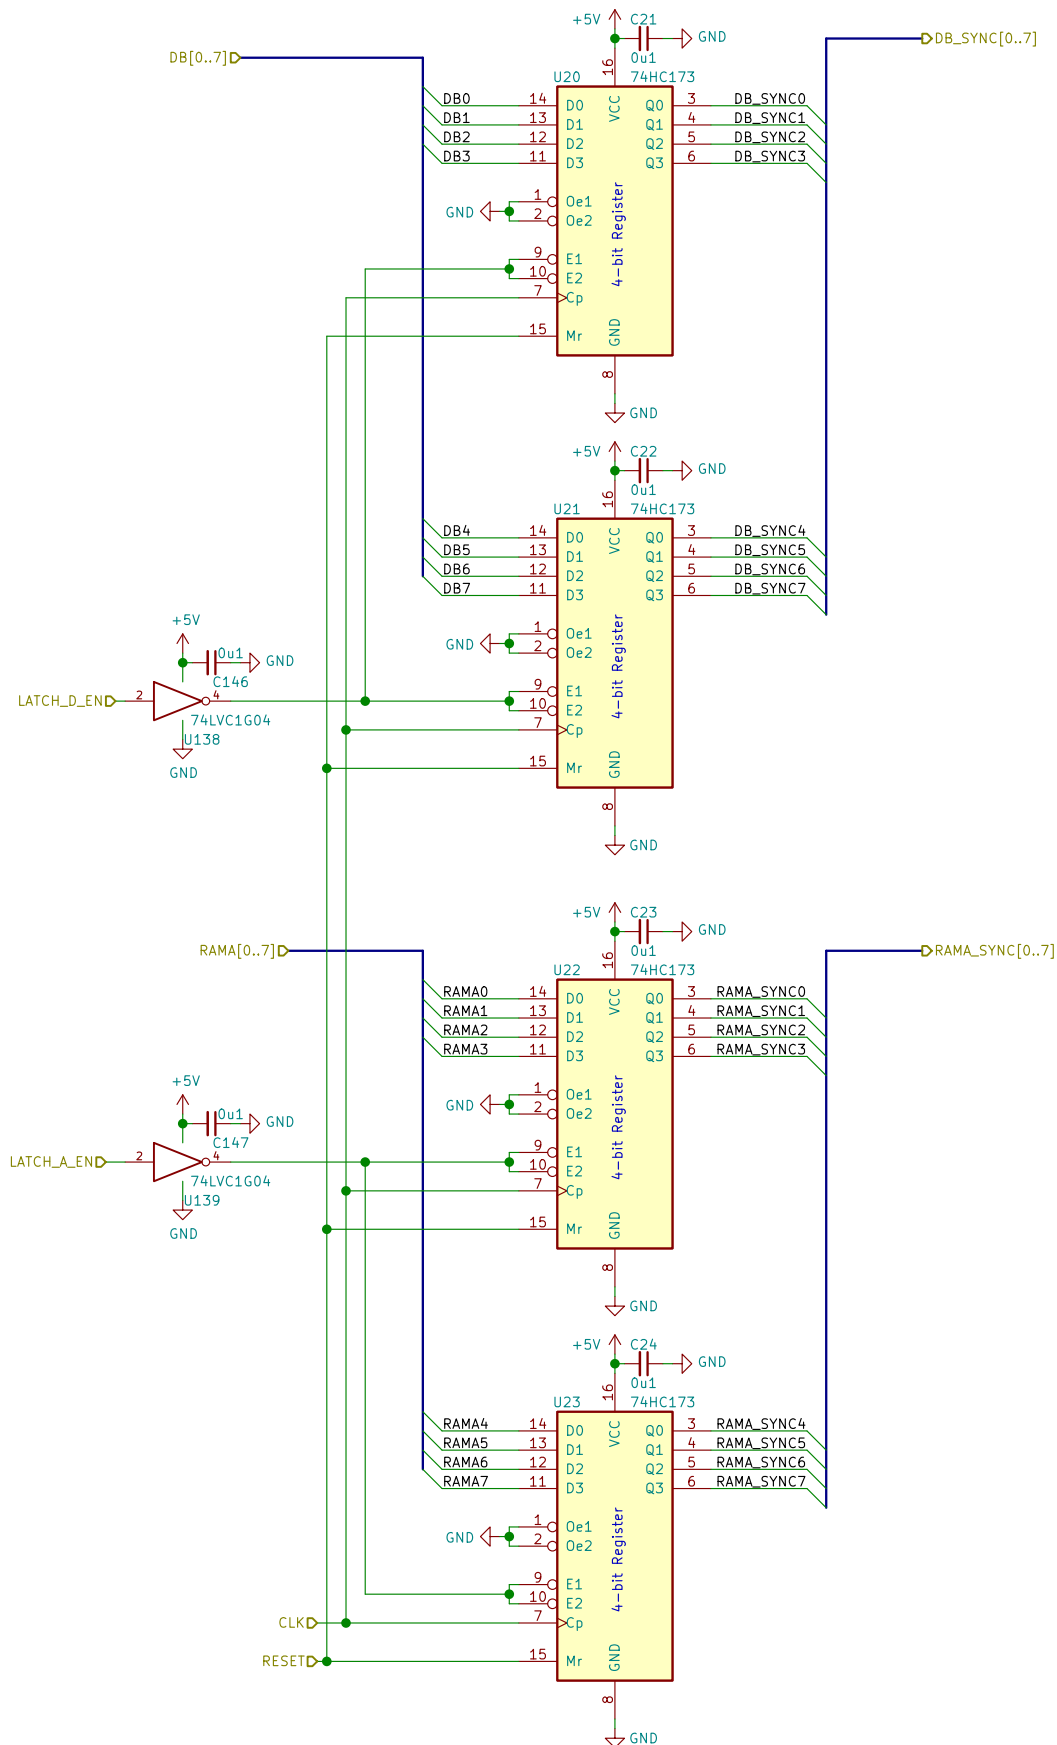 +5V
C21
GND
0u1
16
DB[0..7]
DB_SYNC[0..7]
U20
74HC173
DB0 14 D0 VCC Q0 3 DB_SYNC0
DB1 13 D1 Q1 4 DB_SYNC1
DB2 12 D2 Q2 5 DB_SYNC2
DB3 11 D3 Q3 6 DB_SYNC3
1 Oe1
GND
2 Oe2
4-bit Register
9 E1
10 E2
7 Cp
15 Mr
GND
8
GND
+5V
C22
GND
0u1
16
U21
74HC173
DB4 14 D0 VCC Q0 3 DB_SYNC4
DB5 13 D1 Q1 4 DB_SYNC5
DB6 12 D2 Q2 5 DB_SYNC6
DB7 11 D3 Q3 6 DB_SYNC7
1 Oe1
GND
2 Oe2
4-bit Register
9 E1
10 E2
7 Cp
15 Mr
GND
8
GND
+5V
0u1
GND
C146
LATCH_D_EN
2
4
74LVC1G04
U138
GND
+5V
C23
GND
0u1
16
RAMA[0..7]
RAMA_SYNC[0..7]
U22
74HC173
RAMA0 14 D0 VCC Q0 3 RAMA_SYNC0
RAMA1 13 D1 Q1 4 RAMA_SYNC1
RAMA2 12 D2 Q2 5 RAMA_SYNC2
RAMA3 11 D3 Q3 6 RAMA_SYNC3
1 Oe1
GND
2 Oe2
4-bit Register
9 E1
10 E2
7 Cp
15 Mr
GND
8
GND
+5V
0u1
GND
C147
LATCH_A_EN
2
4
74LVC1G04
U139
GND
+5V
C24
GND
0u1
16
U23
74HC173
RAMA4 14 D0 VCC Q0 3 RAMA_SYNC4
RAMA5 13 D1 Q1 4 RAMA_SYNC5
RAMA6 12 D2 Q2 5 RAMA_SYNC6
RAMA7 11 D3 Q3 6 RAMA_SYNC7
1 Oe1
GND
2 Oe2
4-bit Register
9 E1
10 E2
CLK
7 Cp
RESET
15 Mr
GND
8
GND